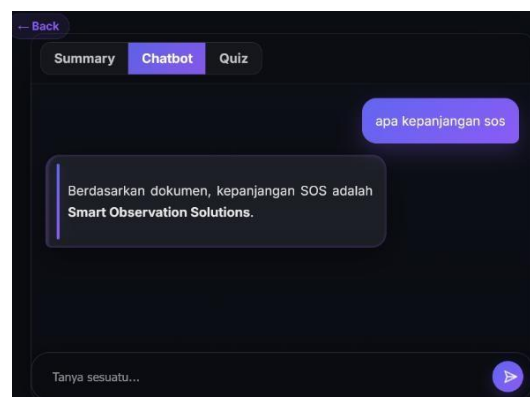 ← Back
Summary Chatbot Quiz
apa kepanjangan sos
Berdasarkan dokumen, kepanjangan SOS adalah
Smart Observation Solutions.
Tanya sesuatu...